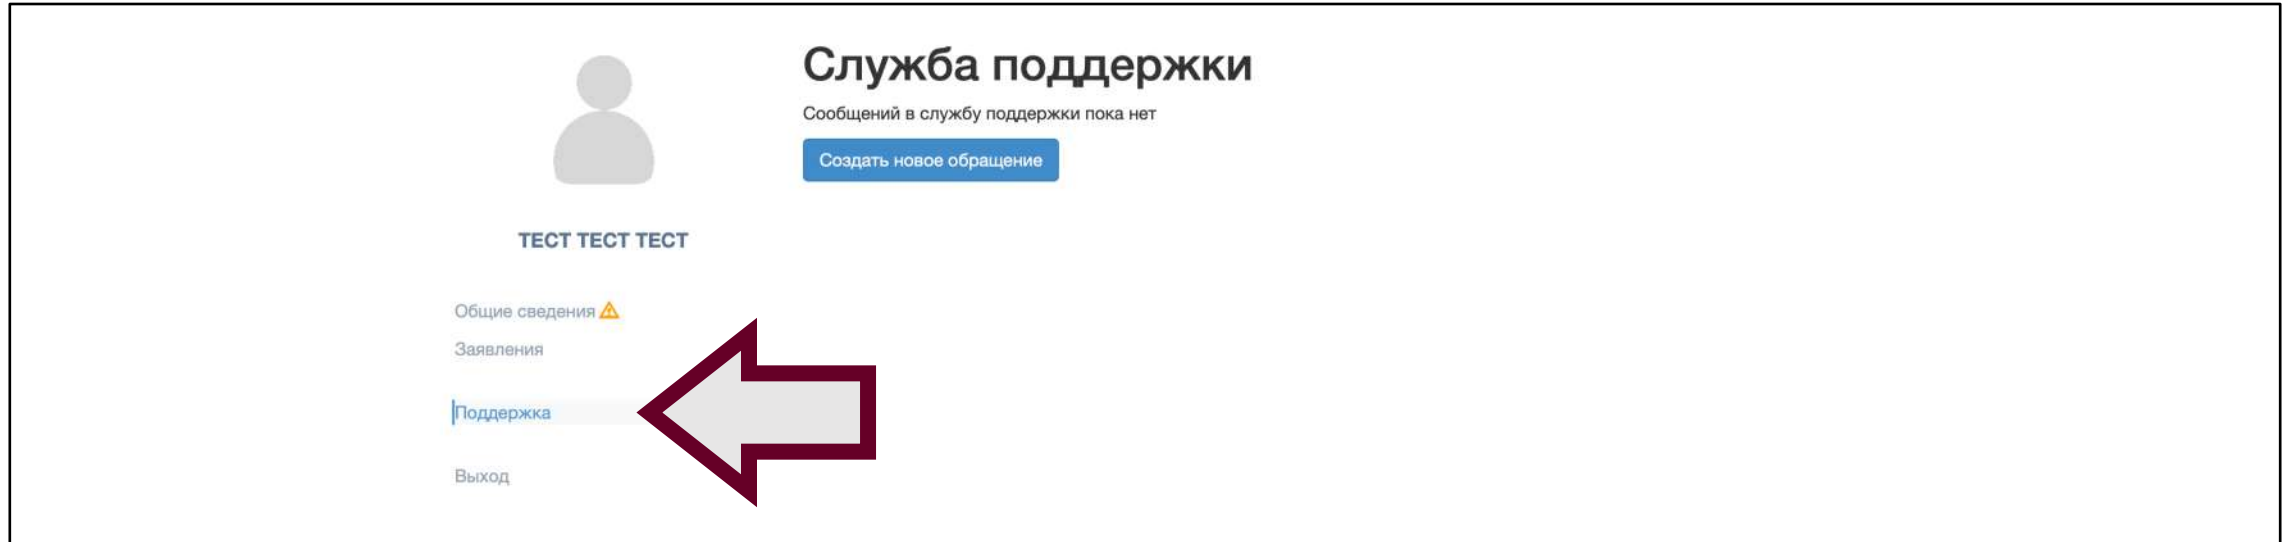 Служба поддержки
Сообщений в службу поддержки пока нет
Создать новое обращение
ТЕСТ ТЕСТ ТЕСТ
Общие сведения
Заявления
Поддержка
Выход